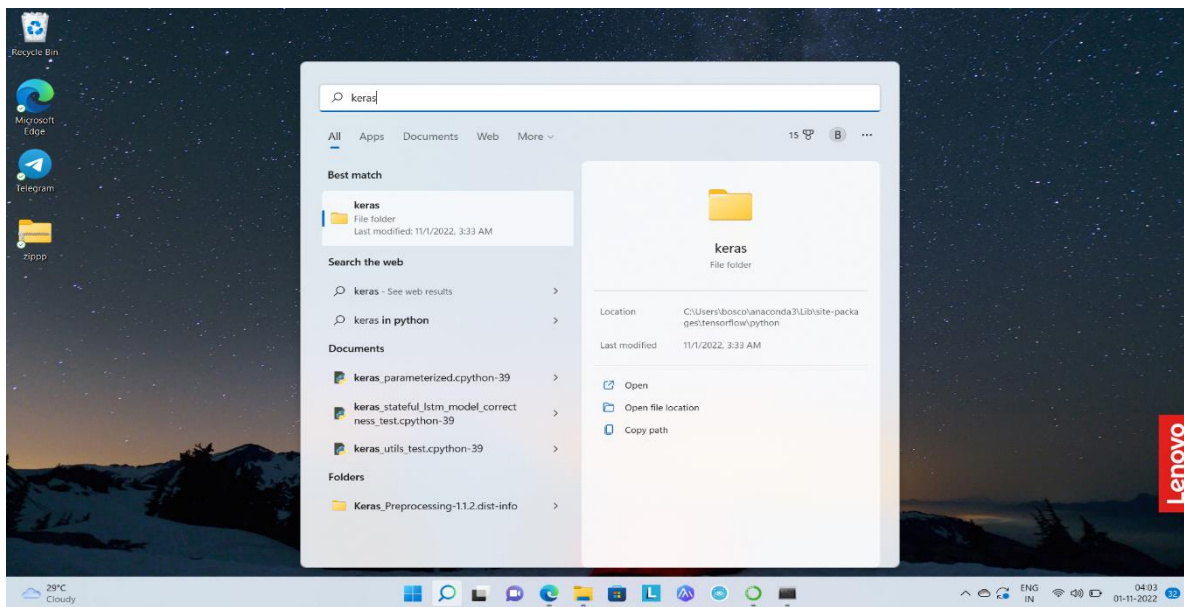 Recycle Bin
Microsoft
Edge
Telegram
zippp
keras
All Apps Documents Web More
15 B ...
Best match
keras
File folder
Last modified: 11/1/2022, 3:33 AM
Search the web
keras - See web results
keras in python
Documents
keras_parameterized.cpython-39
keras_stateful_lstm_model_correct
ness_test.cpython-39
keras_utils_test.cpython-39
Folders
Keras_Preprocessing-1.1.2.dist-info
keras
File folder
Location C:\Users\bosco\anaconda3\Lib\site-packa
ges\tensorflow\python
Last modified 11/1/2022, 3:33 AM
Open
Open file location
Copy path
Lenovo
29°C
Cloudy
L
ENG
IN
04:03
01-11-2022
32